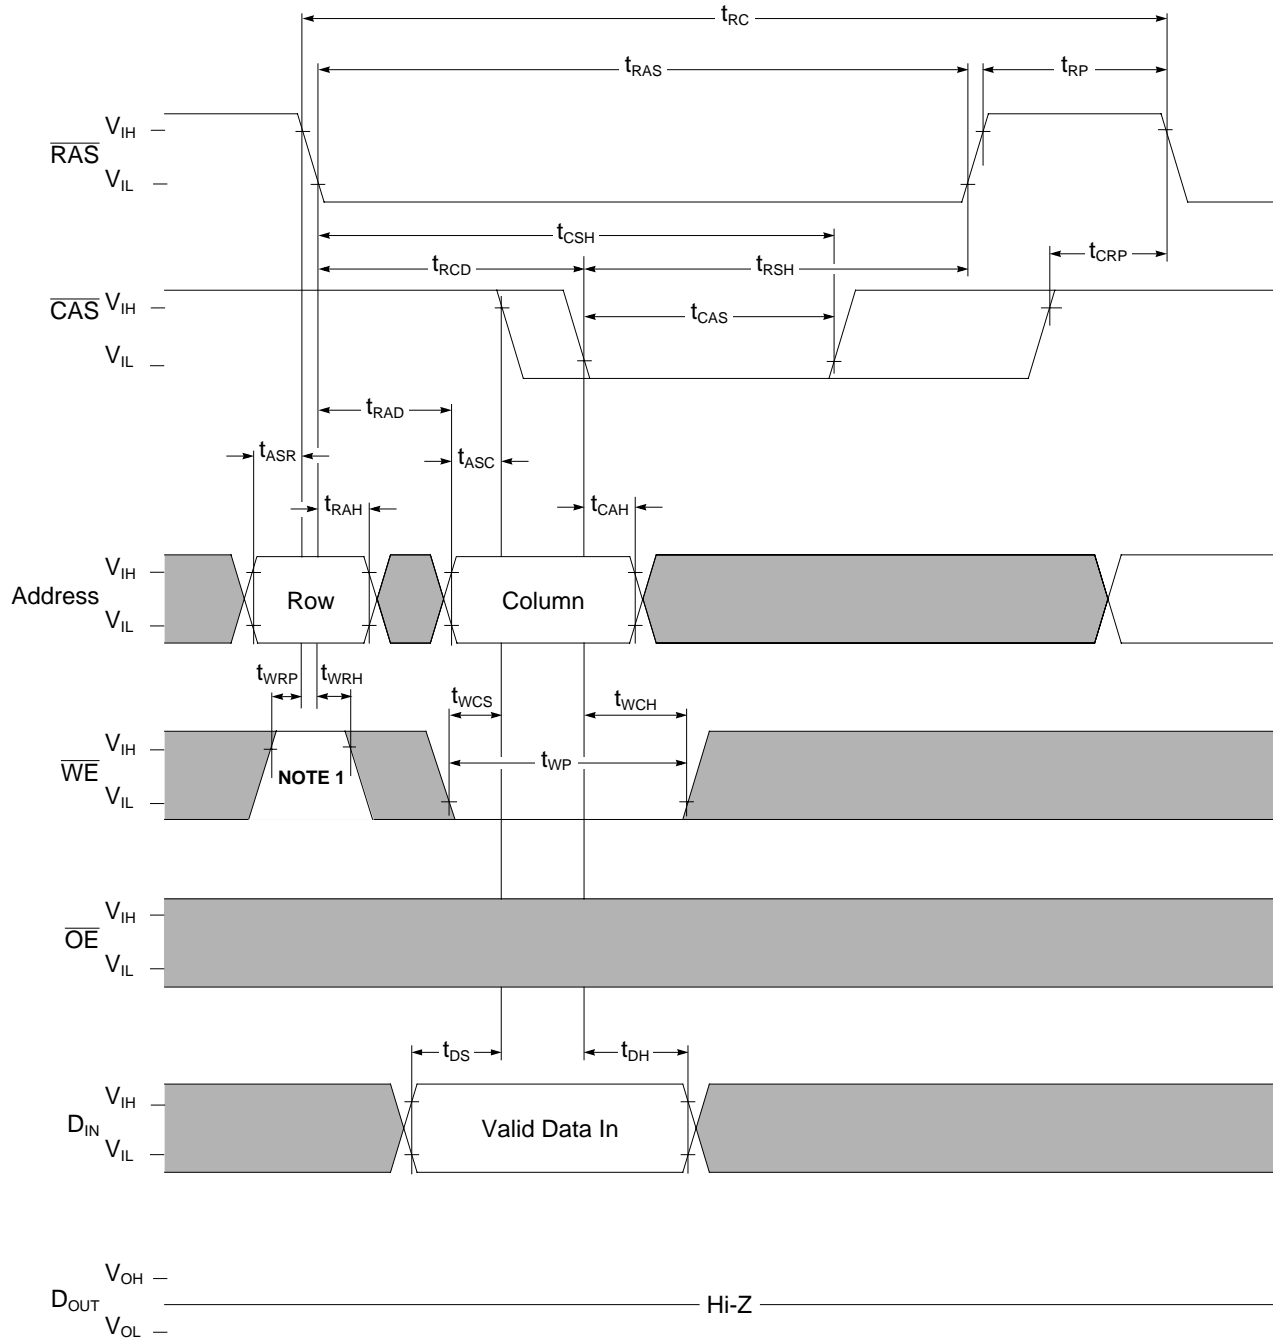 tRC
tRAS
tRP
VIH
RAS
VIL
tCSH
tRCD
tRSH
tCRP
CAS VIH
tCAS
VIL
tRAD
tASR
tASC
tRAH
tCAH
VIH
Address
Row
Column
VIL
tWRP
tWRH
tWCS
tWCH
VIH
WE
NOTE 1
tWP
VIL
VIH
OE
VIL
tDS
tDH
VIH
DIN
Valid Data In
VIL
VOH
DOUT
Hi-Z
VOL